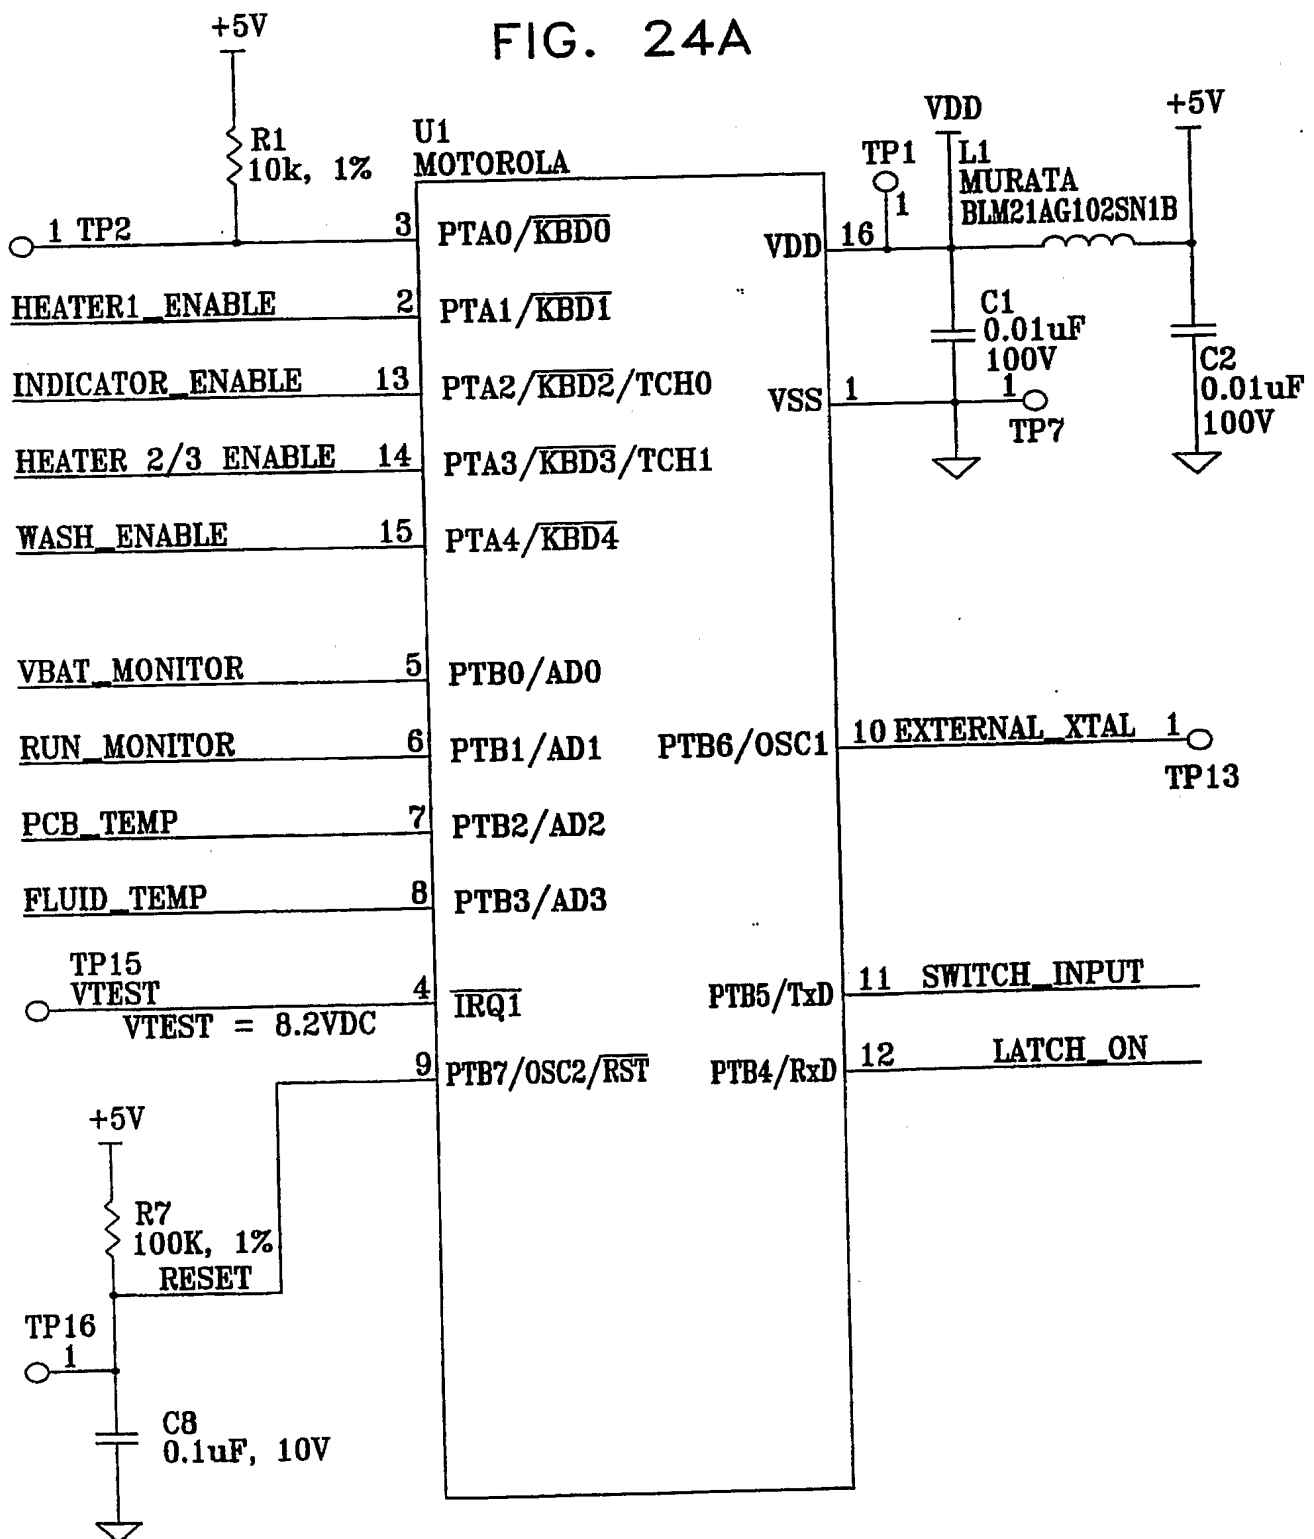 FIG. 24A
+5V
R1
10k, 1%
U1
MOTOROLA
VDD
+5V
TP1
1
L1
MURATA
BLM21AG102SN1B
1 TP2
3
PTA0/KBD0
VDD
16
HEATER1_ENABLE
2
PTA1/KBD1
C1
0.01uF
100V
C2
0.01uF
100V
INDICATOR_ENABLE
13
PTA2/KBD2/TCH0
VSS
1
1
TP7
HEATER 2/3 ENABLE
14
PTA3/KBD3/TCH1
WASH_ENABLE
15
PTA4/KBD4
VBAT_MONITOR
5
PTB0/AD0
RUN_MONITOR
6
PTB1/AD1
PTB6/OSC1
10 EXTERNAL_XTAL
1
TP13
PCB_TEMP
7
PTB2/AD2
FLUID_TEMP
8
PTB3/AD3
TP15
VTEST
4
IRQ1
VTEST = 8.2VDC
PTB5/TxD
11
SWITCH_INPUT
9
PTB7/OSC2/RST
PTB4/RxD
12
LATCH_ON
+5V
R7
100K, 1%
RESET
TP16
1
C8
0.1uF, 10V